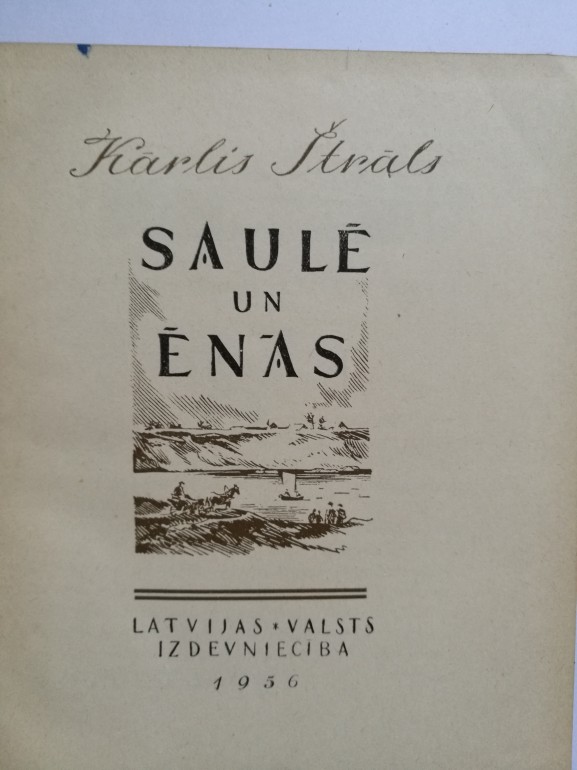 Kārlis Štrāls
SAULĒ
UN
ĒNĀS
LATVIJAS * VALSTS
IZDEVNIECĪBA
1956